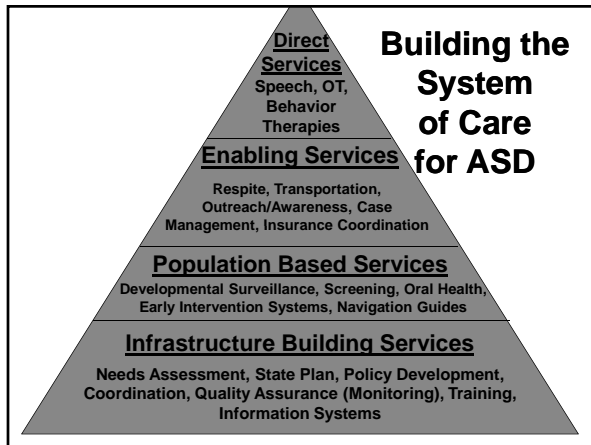 Building the
System
of Care
for ASD
Direct
Services
Speech, OT,
Behavior
Therapies
Enabling Services
Respite, Transportation,
Outreach/Awareness, Case
Management, Insurance Coordination
Population Based Services
Developmental Surveillance, Screening, Oral Health,
Early Intervention Systems, Navigation Guides
Infrastructure Building Services
Needs Assessment, State Plan, Policy Development,
Coordination, Quality Assurance (Monitoring), Training,
Information Systems